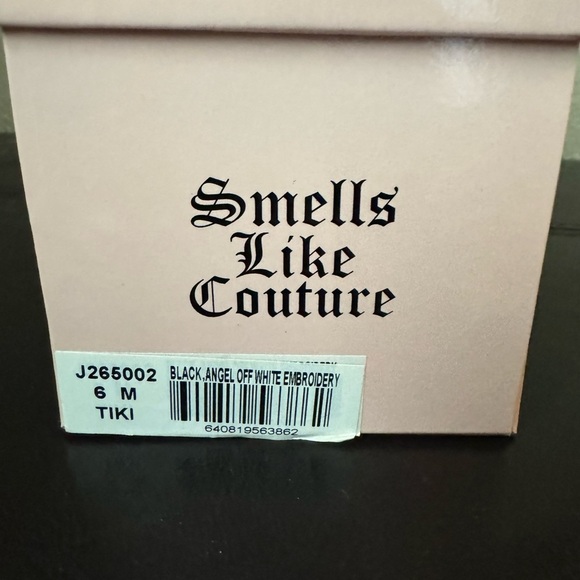 Smells
Like
Couture
J265002
6 M
TIKI
BLACK,ANGEL OFF WHITE EMBROIDERY
640819563862